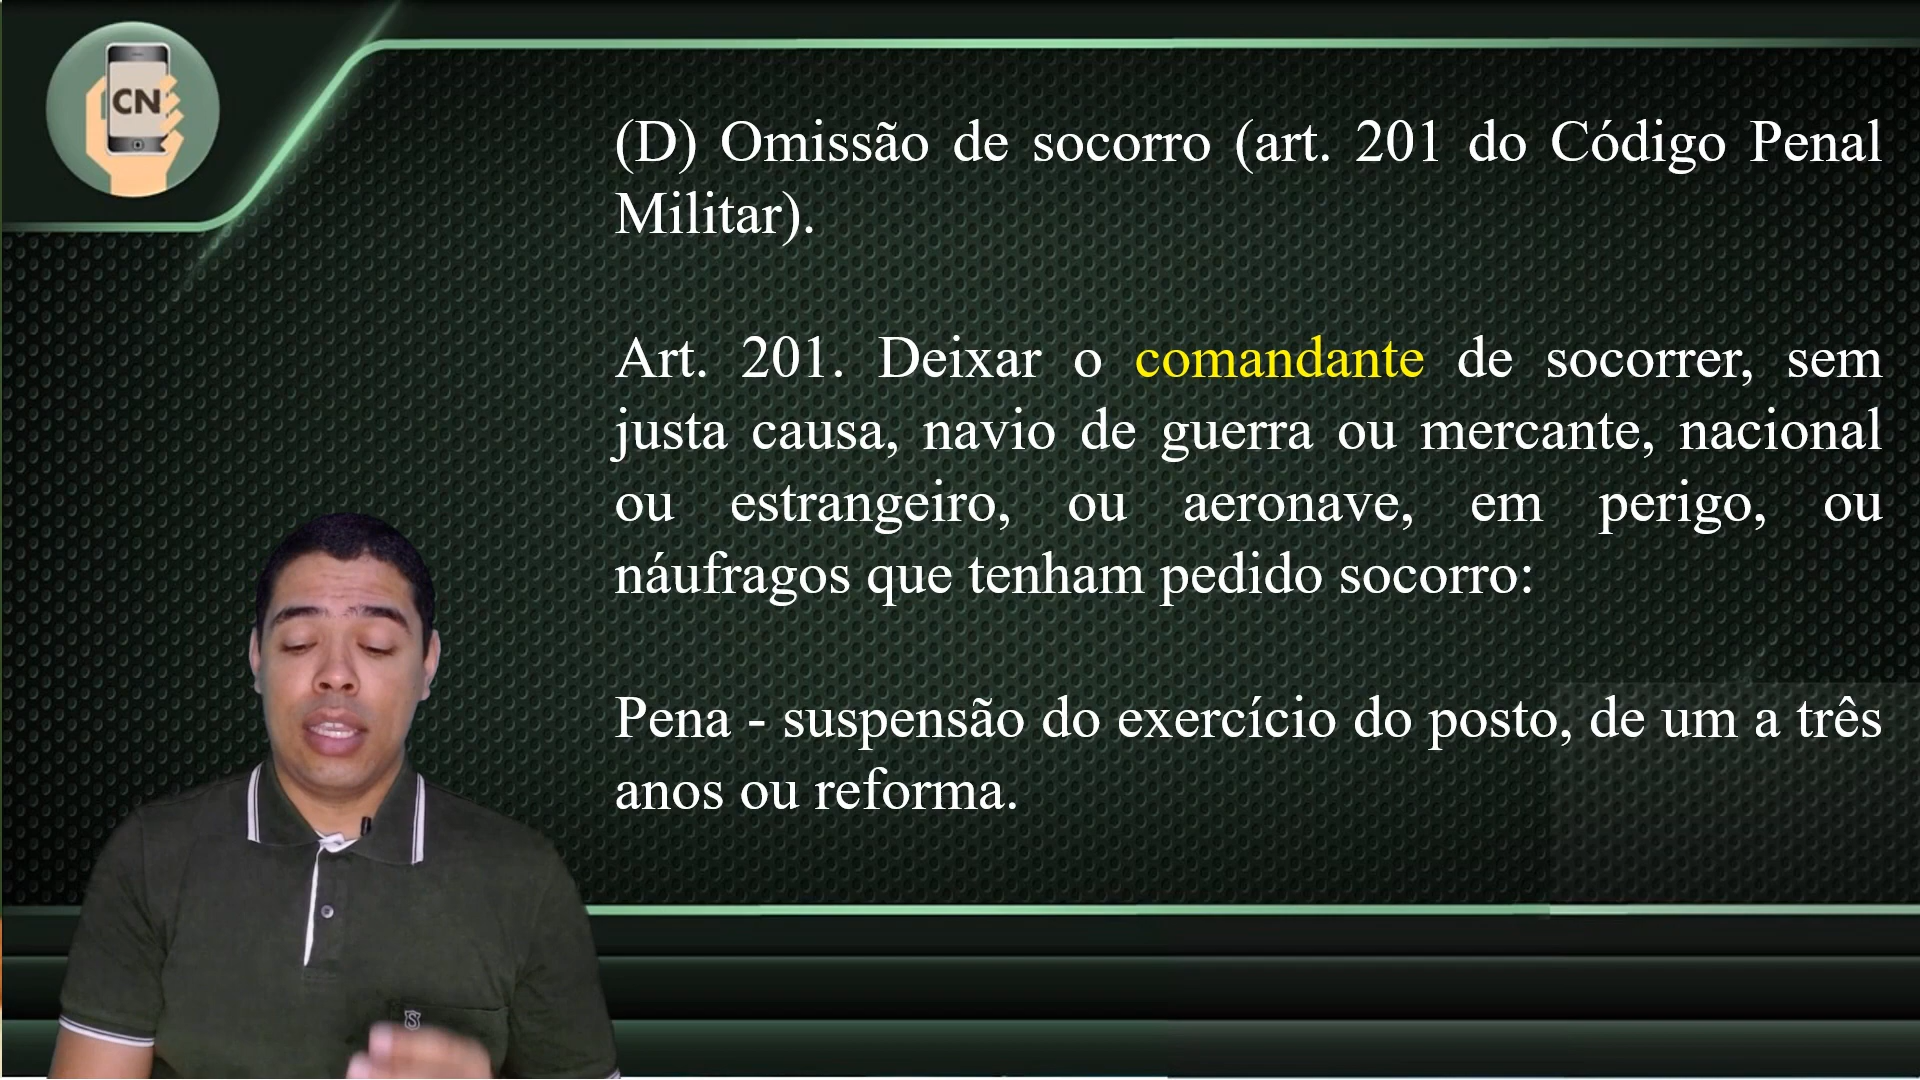 CN
(D) Omissão de socorro (art. 201 do Código Penal
Militar).
Art. 201. Deixar o comandante de socorrer, sem
justa causa, navio de guerra ou mercante, nacional
ou estrangeiro, ou aeronave, em perigo, ou
náufragos que tenham pedido socorro:
Pena - suspensão do exercício do posto, de um a três
anos ou reforma.